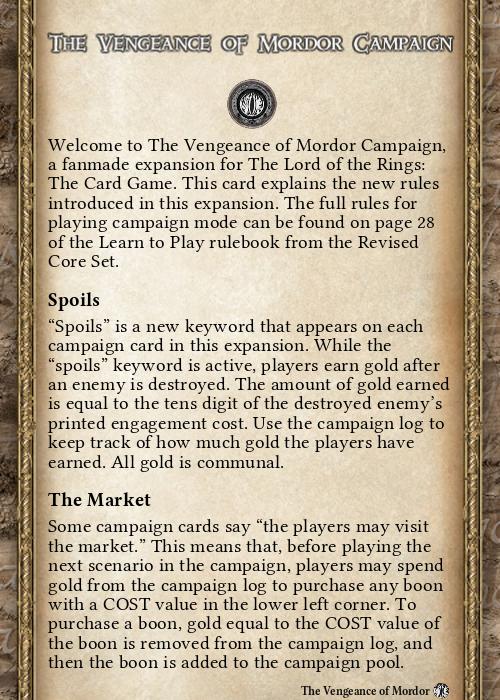 The Vengeance of Mordor Campaign
Welcome to The Vengeance of Mordor Campaign,
a fanmade expansion for The Lord of the Rings:
The Card Game. This card explains the new rules
introduced in this expansion. The full rules for
playing campaign mode can be found on page 28
of the Learn to Play rulebook from the Revised
Core Set.
Spoils
“Spoils” is a new keyword that appears on each
campaign card in this expansion. While the
“spoils” keyword is active, players earn gold after
an enemy is destroyed. The amount of gold earned
is equal to the tens digit of the destroyed enemy’s
printed engagement cost. Use the campaign log to
keep track of how much gold the players have
earned. All gold is communal.
The Market
Some campaign cards say “the players may visit
the market.” This means that, before playing the
next scenario in the campaign, players may spend
gold from the campaign log to purchase any boon
with a COST value in the lower left corner. To
purchase a boon, gold equal to the COST value of
the boon is removed from the campaign log, and
then the boon is added to the campaign pool.
The Vengeance of Mordor